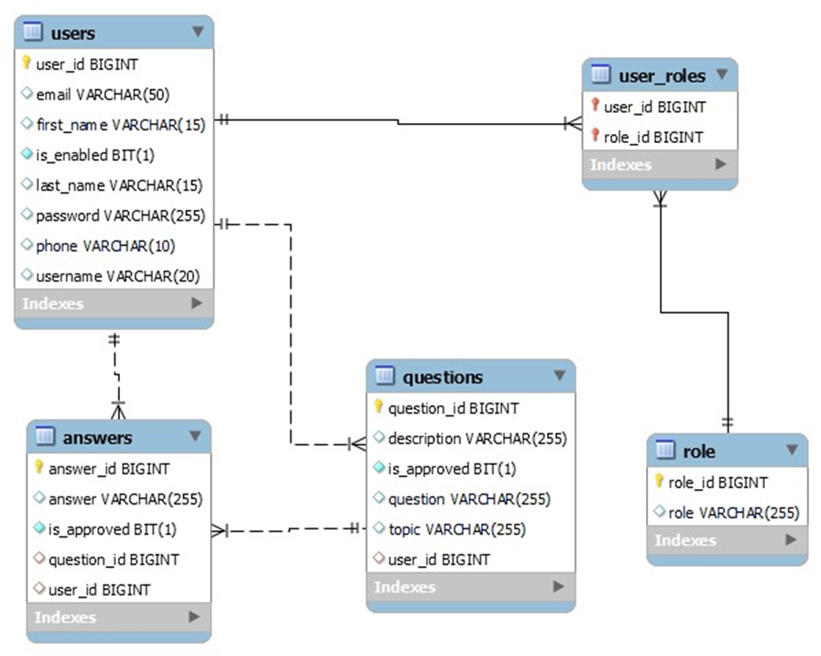 users
user_id BIGINT
email VARCHAR(50)
first_name VARCHAR(15)
is_enabled BIT(1)
last_name VARCHAR(15)
password VARCHAR(255)
phone VARCHAR(10)
username VARCHAR(20)
Indexes
user_roles
user_id BIGINT
role_id BIGINT
Indexes
questions
question_id BIGINT
description VARCHAR(255)
is_approved BIT(1)
question VARCHAR(255)
topic VARCHAR(255)
user_id BIGINT
Indexes
answers
answer_id BIGINT
answer VARCHAR(255)
is_approved BIT(1)
question_id BIGINT
user_id BIGINT
Indexes
role
role_id BIGINT
role VARCHAR(255)
Indexes